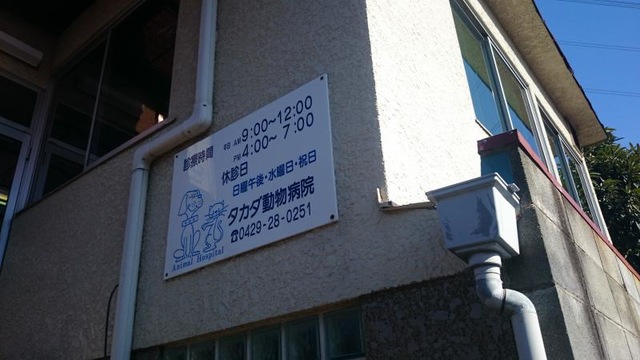 診療時間
平日 AM 9:00~12:00
PM 4:00~ 7:00
休診日
日曜午後・水曜日・祝日
タカダ動物病院
☎0429-28-0251
Animal Hospital